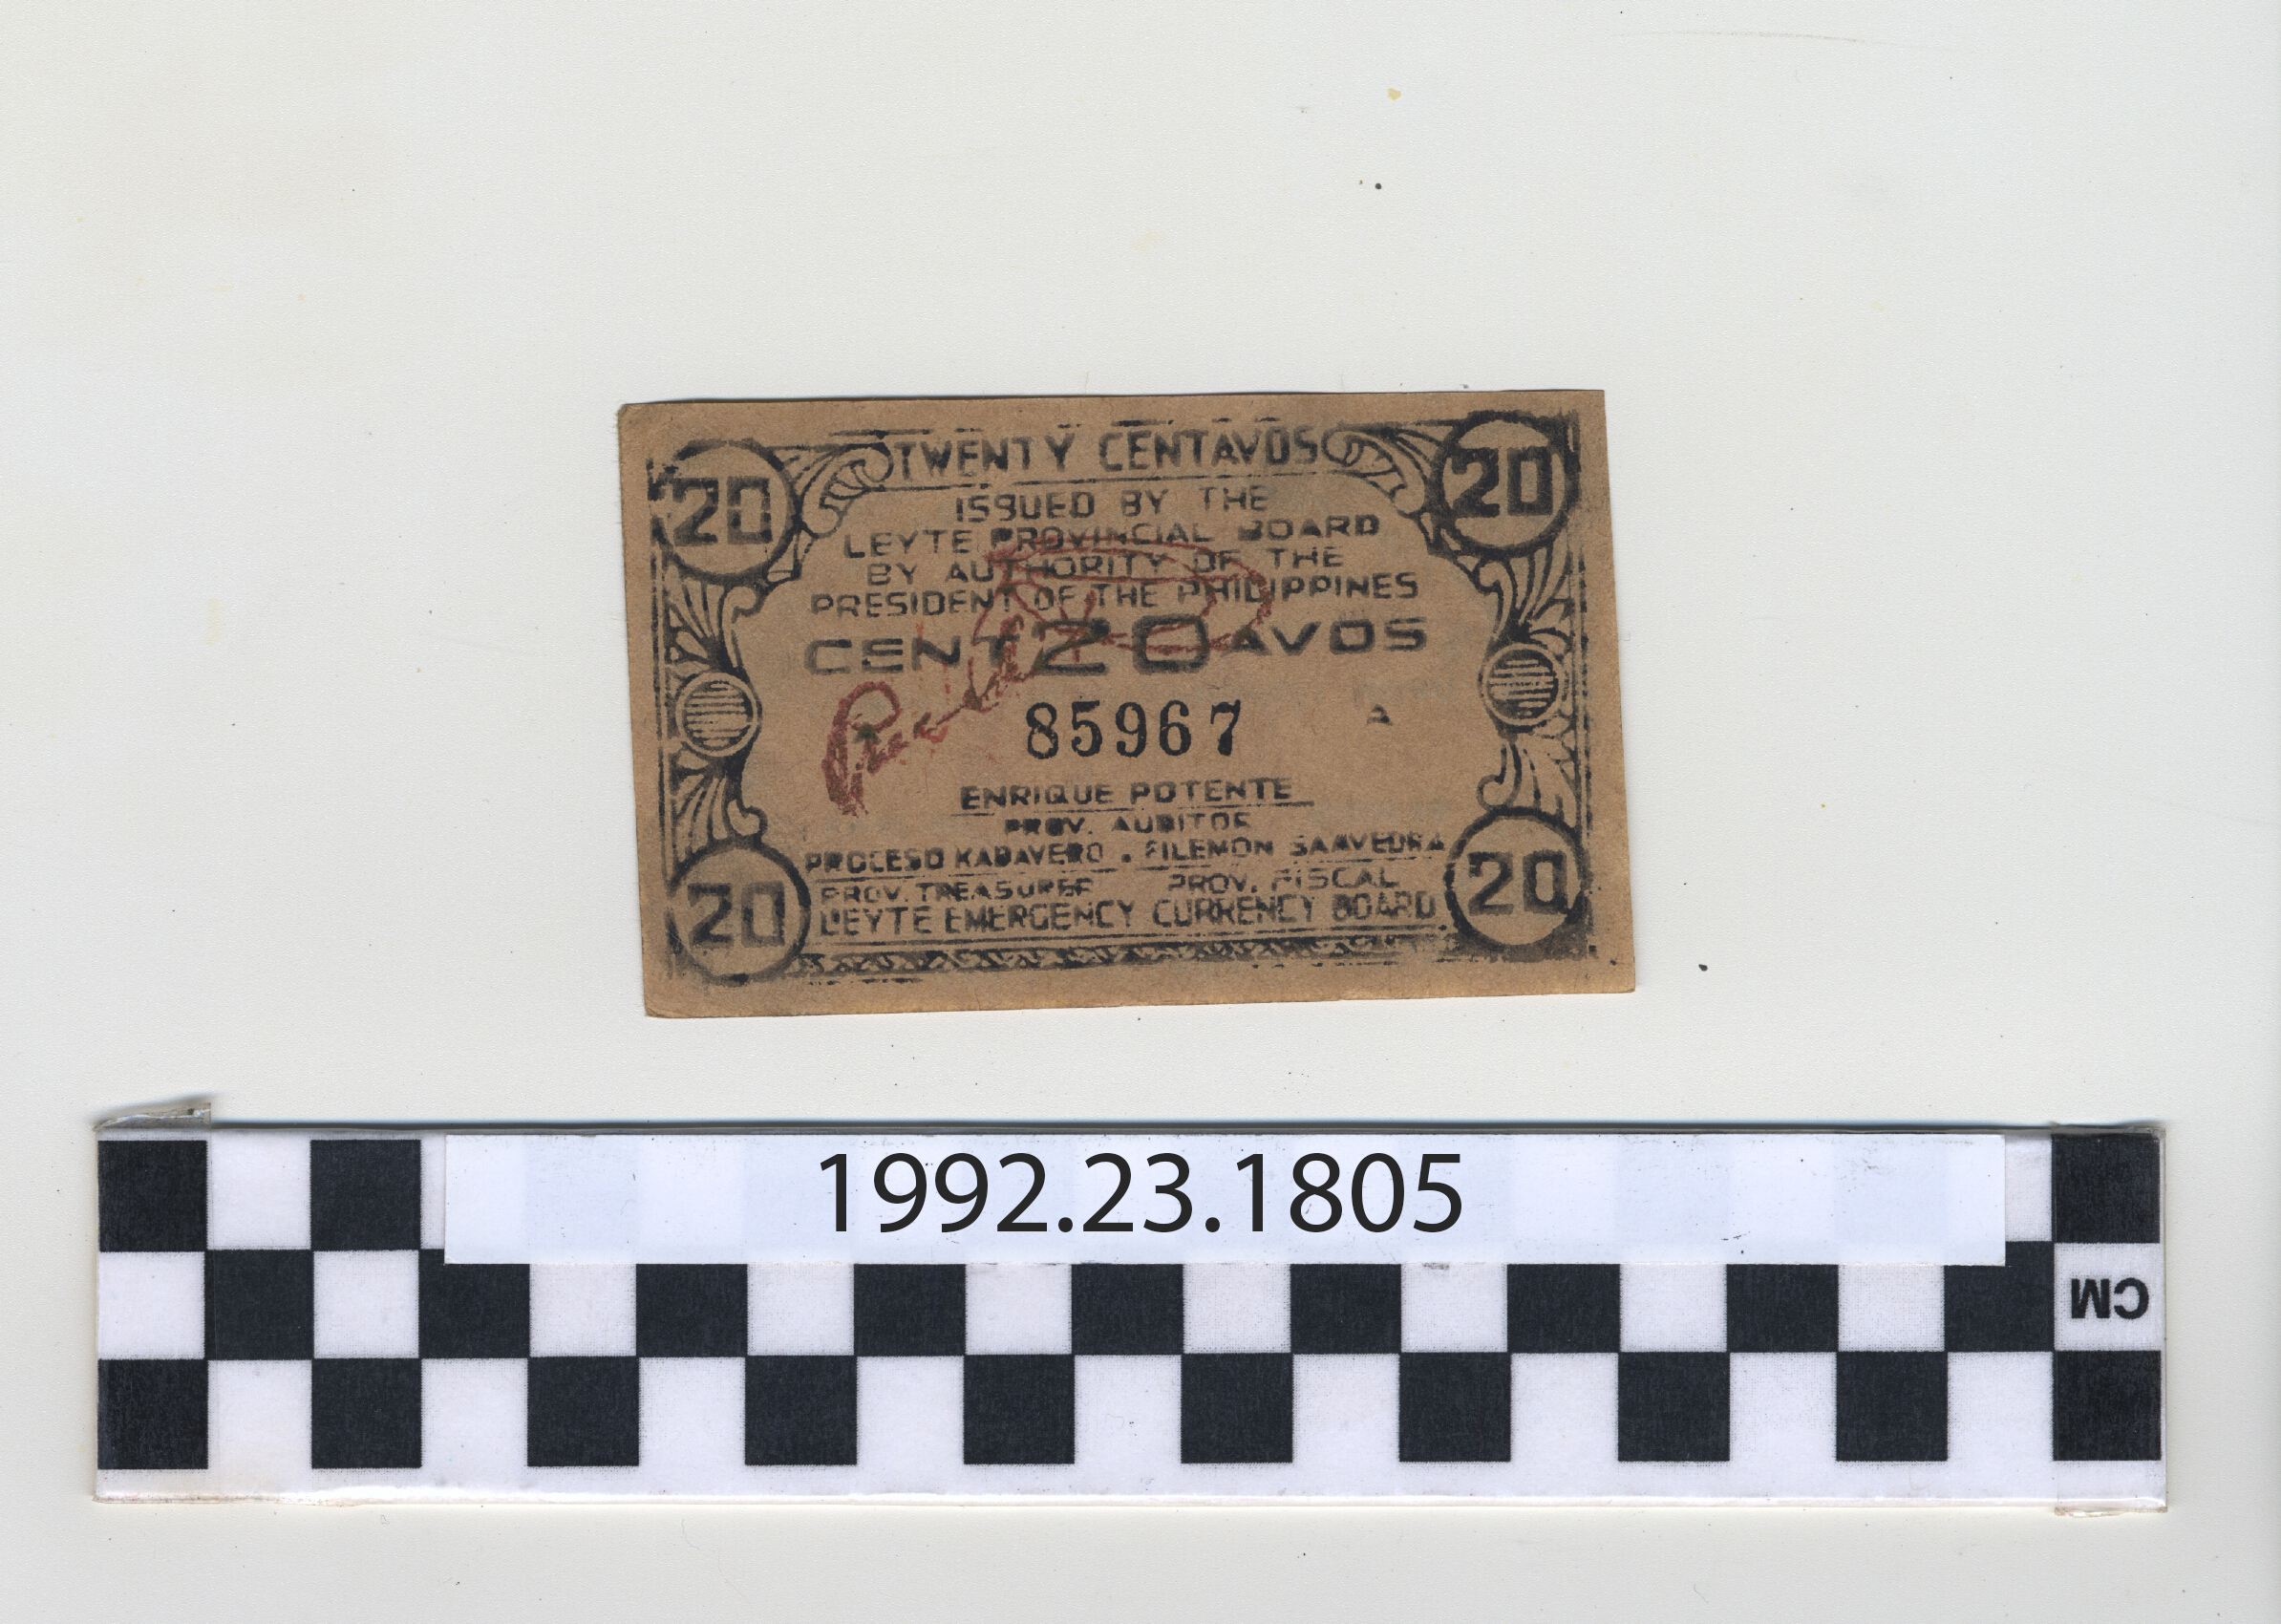 TWENTY CENTAVOS
20 20
ISSUED BY THE
LEYTE PROVINCIAL BOARD
BY AUTHORITY OF THE
PRESIDENT OF THE PHILIPPINES
CENT 20 AVOS
85967 A
ENRIQUE POTENTE
PROV. AUDITOR
PROCESO KADAVERO . FILEMON SAAVEDRA
PROV. TREASURER PROV. FISCAL
20 LEYTE EMERGENCY CURRENCY BOARD 20
1992.23.1805
CM